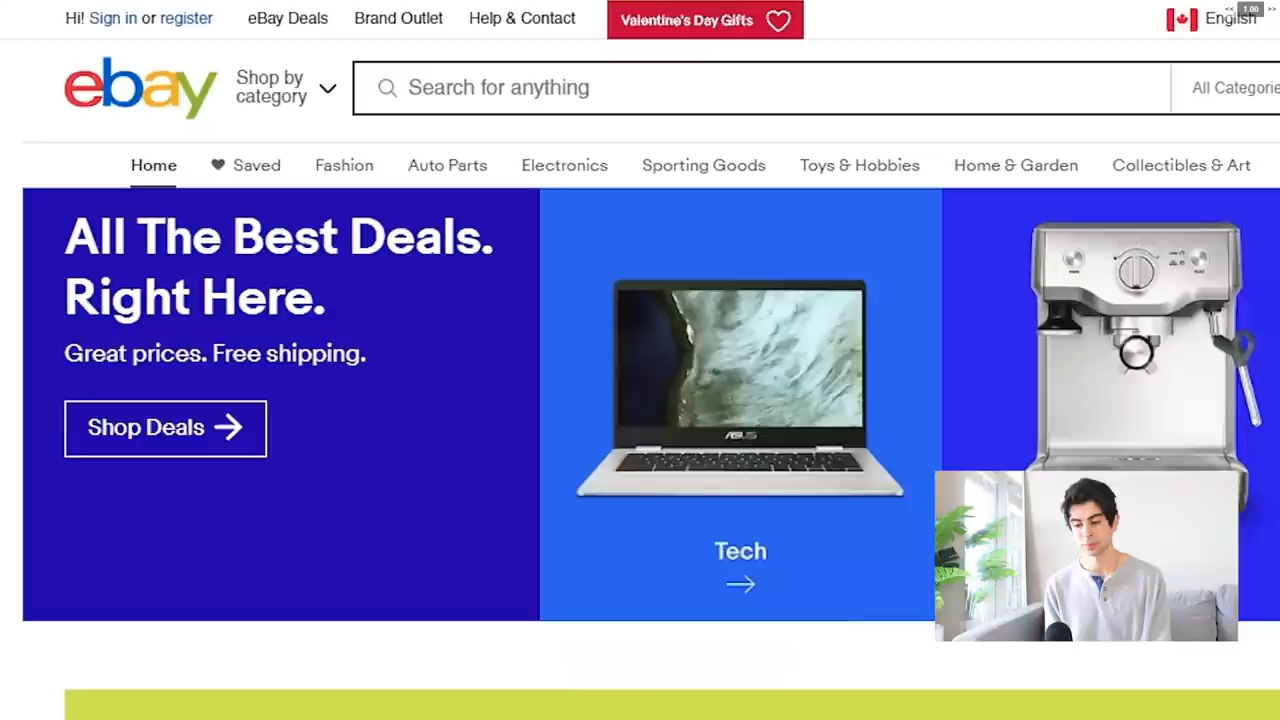 Hi! Sign in or register eBay Deals Brand Outlet Help & Contact Valentine's Day Gifts English
<< 1.00 >>
ebay Shop by category Search for anything All Categorie
Home Saved Fashion Auto Parts Electronics Sporting Goods Toys & Hobbies Home & Garden Collectibles & Art
All The Best Deals.
Right Here.
Great prices. Free shipping.
Shop Deals
ASUS
Tech